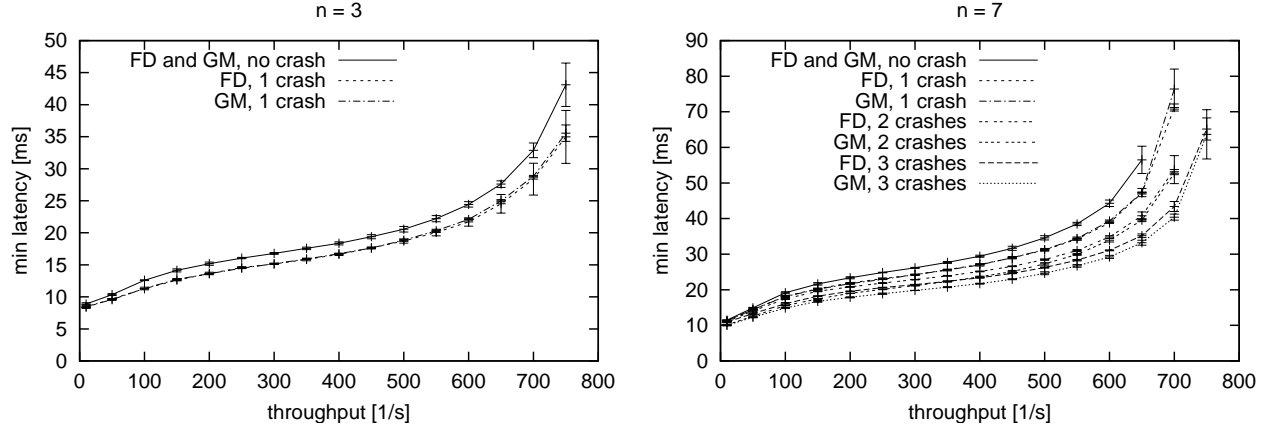 n = 3
50
45
40
35
30
25
20
15
10
5
0
min latency [ms]
FD and GM, no crash
FD, 1 crash
GM, 1 crash
0 100 200 300 400 500 600 700 800
throughput [1/s]
n = 7
90
80
70
60
50
40
30
20
10
0
min latency [ms]
FD and GM, no crash
FD, 1 crash
GM, 1 crash
FD, 2 crashes
GM, 2 crashes
FD, 3 crashes
GM, 3 crashes
0 100 200 300 400 500 600 700 800
throughput [1/s]